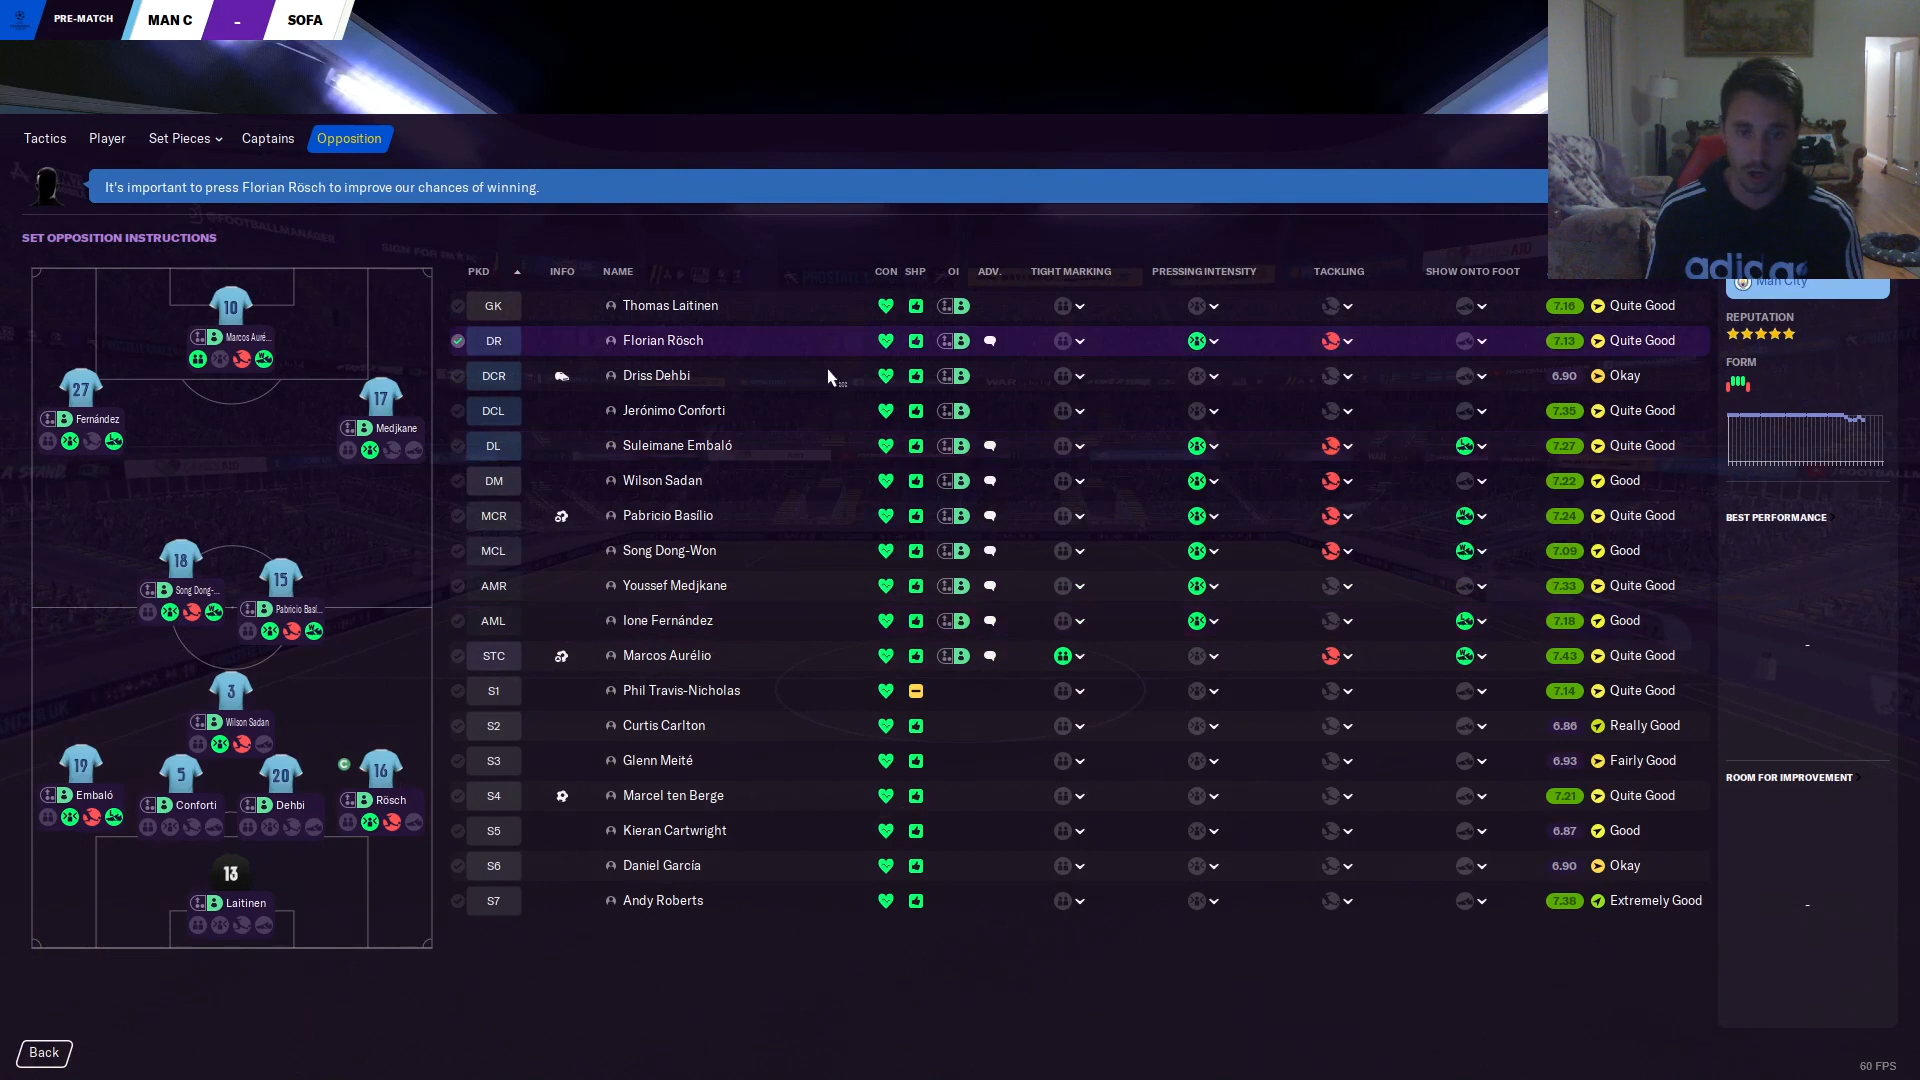 PRE-MATCH MAN C - SOFA
Tactics Player Set Pieces Captains Opposition
It's important to press Florian Rösch to improve our chances of winning.
SET OPPOSITION INSTRUCTIONS
10
Marcos Auré...
27
Fernández
17
Medjkane
18
Song Dong-...
15
Pabricio Basí...
3
Wilson Sadan
19
Embaló
5
Conforti
20
Dehbi
C
16
Rösch
13
Laitinen
PKD INFO NAME CON SHP OI ADV. TIGHT MARKING PRESSING INTENSITY TACKLING SHOW ONTO FOOT
GK Thomas Laitinen 7.16 Quite Good
DR Florian Rösch 7.13 Quite Good
DCR Driss Dehbi 6.90 Okay
DCL Jerónimo Conforti 7.35 Quite Good
DL Suleimane Embaló 7.27 Quite Good
DM Wilson Sadan 7.22 Good
MCR Pabricio Basílio 7.24 Quite Good
MCL Song Dong-Won 7.09 Good
AMR Youssef Medjkane 7.33 Quite Good
AML Ione Fernández 7.18 Good
STC Marcos Aurélio 7.43 Quite Good
S1 Phil Travis-Nicholas 7.14 Quite Good
S2 Curtis Carlton 6.86 Really Good
S3 Glenn Meité 6.93 Fairly Good
S4 Marcel ten Berge 7.21 Quite Good
S5 Kieran Cartwright 6.87 Good
S6 Daniel García 6.90 Okay
S7 Andy Roberts 7.38 Extremely Good
Man City
REPUTATION
FORM
BEST PERFORMANCE
-
ROOM FOR IMPROVEMENT
-
Back
60 FPS